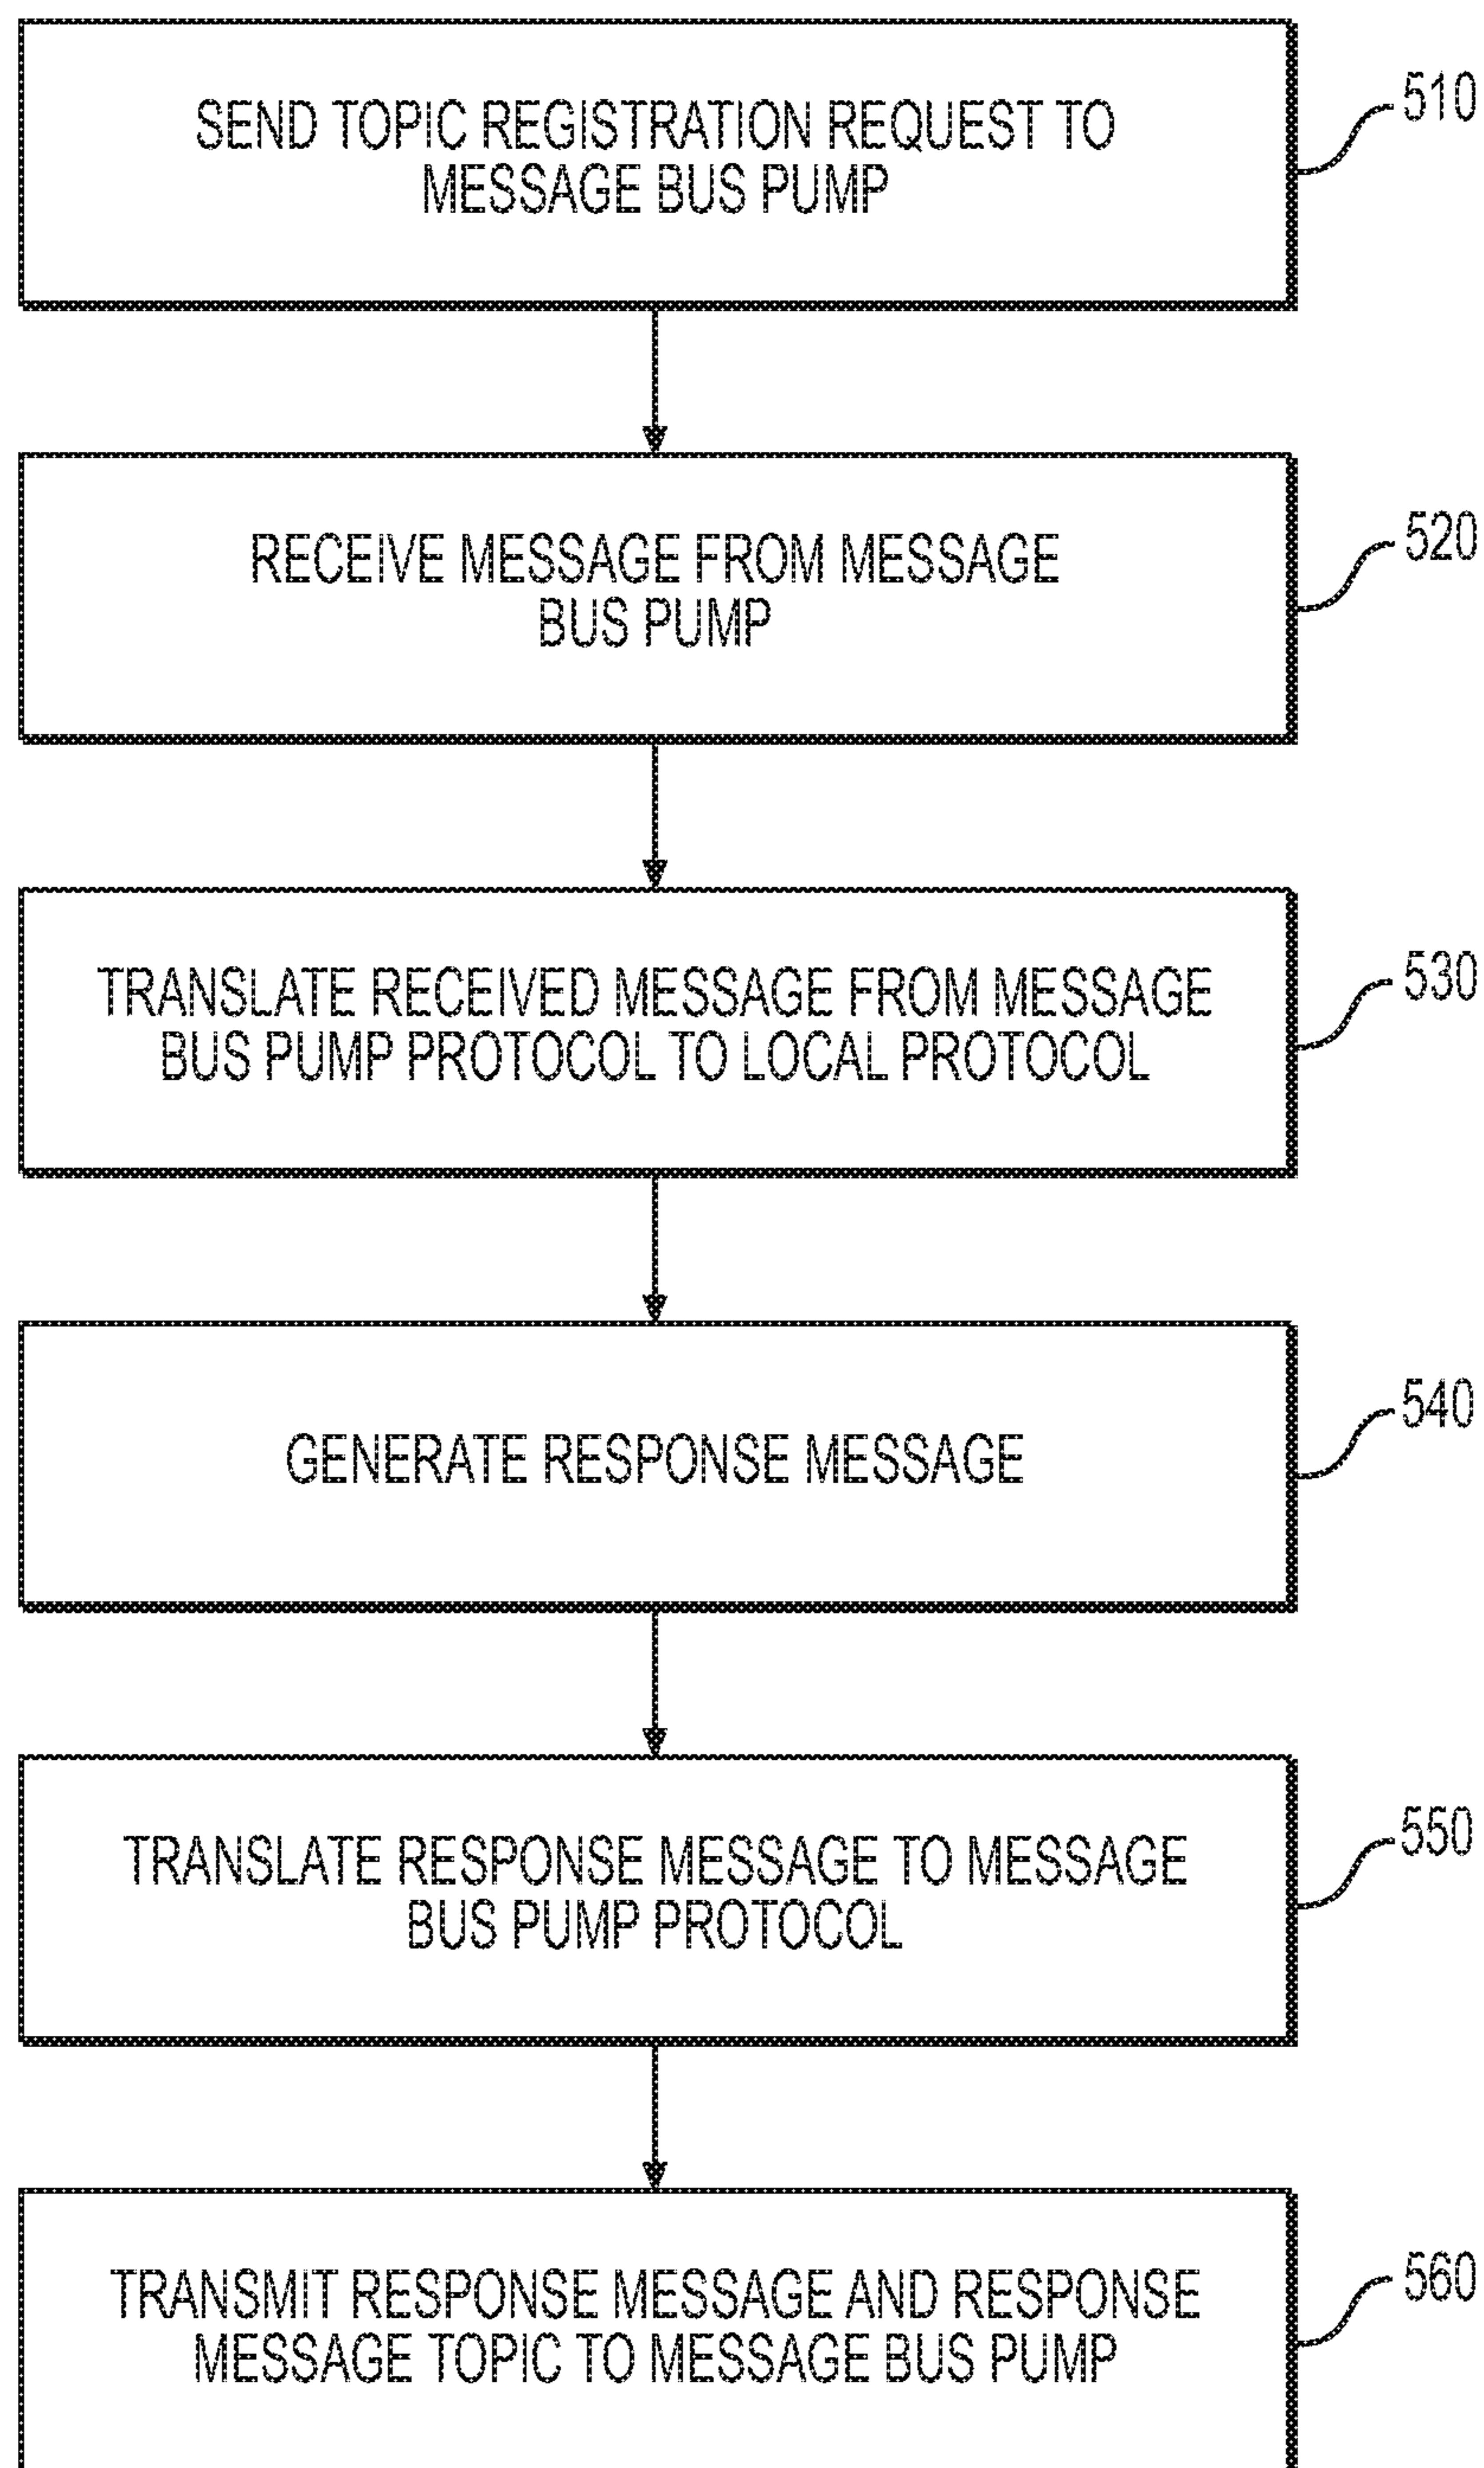 SEND TOPIC REGISTRATION REQUEST TO
MESSAGE BUS PUMP
510
RECEIVE MESSAGE FROM MESSAGE
BUS PUMP
520
TRANSLATE RECEIVED MESSAGE FROM MESSAGE
BUS PUMP PROTOCOL TO LOCAL PROTOCOL
530
GENERATE RESPONSE MESSAGE
540
TRANSLATE RESPONSE MESSAGE TO MESSAGE
BUS PUMP PROTOCOL
550
TRANSMIT RESPONSE MESSAGE AND RESPONSE
MESSAGE TOPIC TO MESSAGE BUS PUMP
560